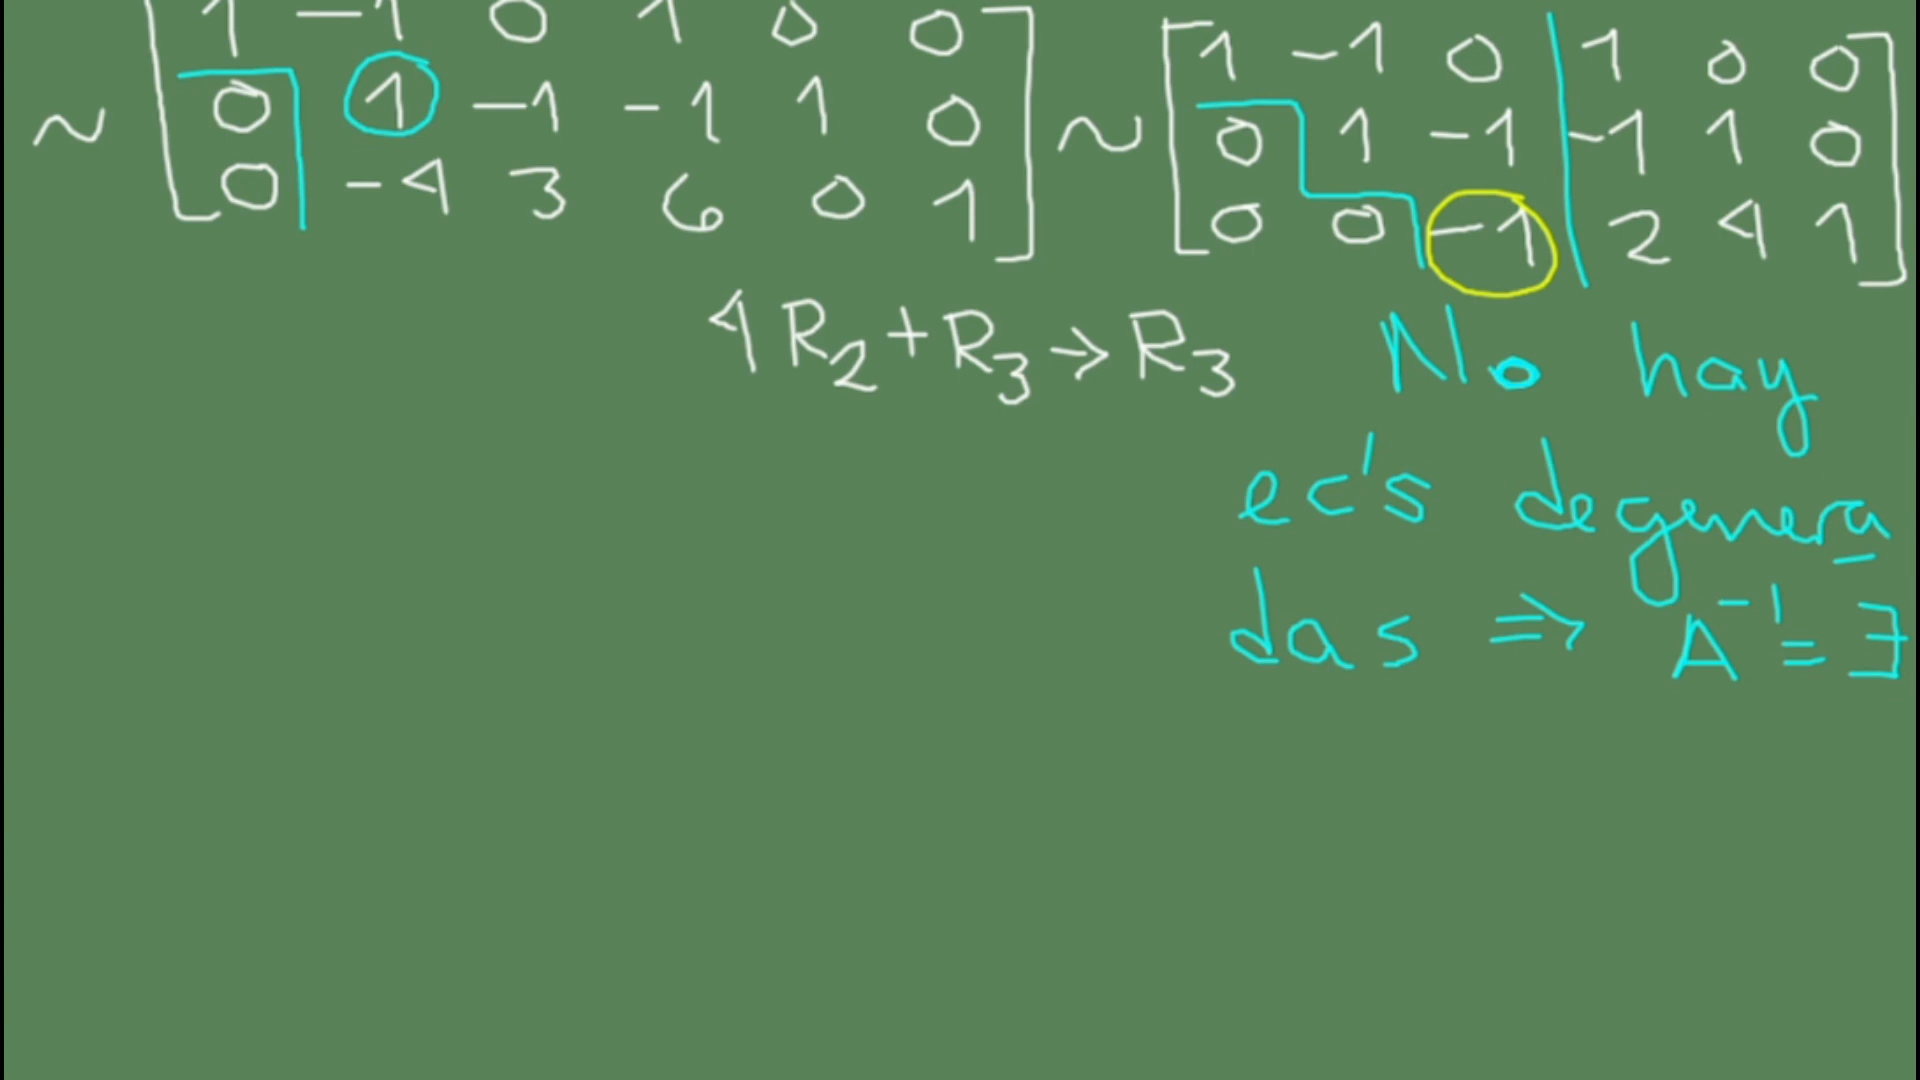 1 -1 0 1 0 0
~ 0 1 -1 -1 1 0
0 -4 3 6 0 1
~ 1 -1 0 1 0 0
0 1 -1 -1 1 0
0 0 -1 2 4 1
4R₂+R₃→R₃
No hay
ec's degenera
das ⇒ A⁻¹=∃